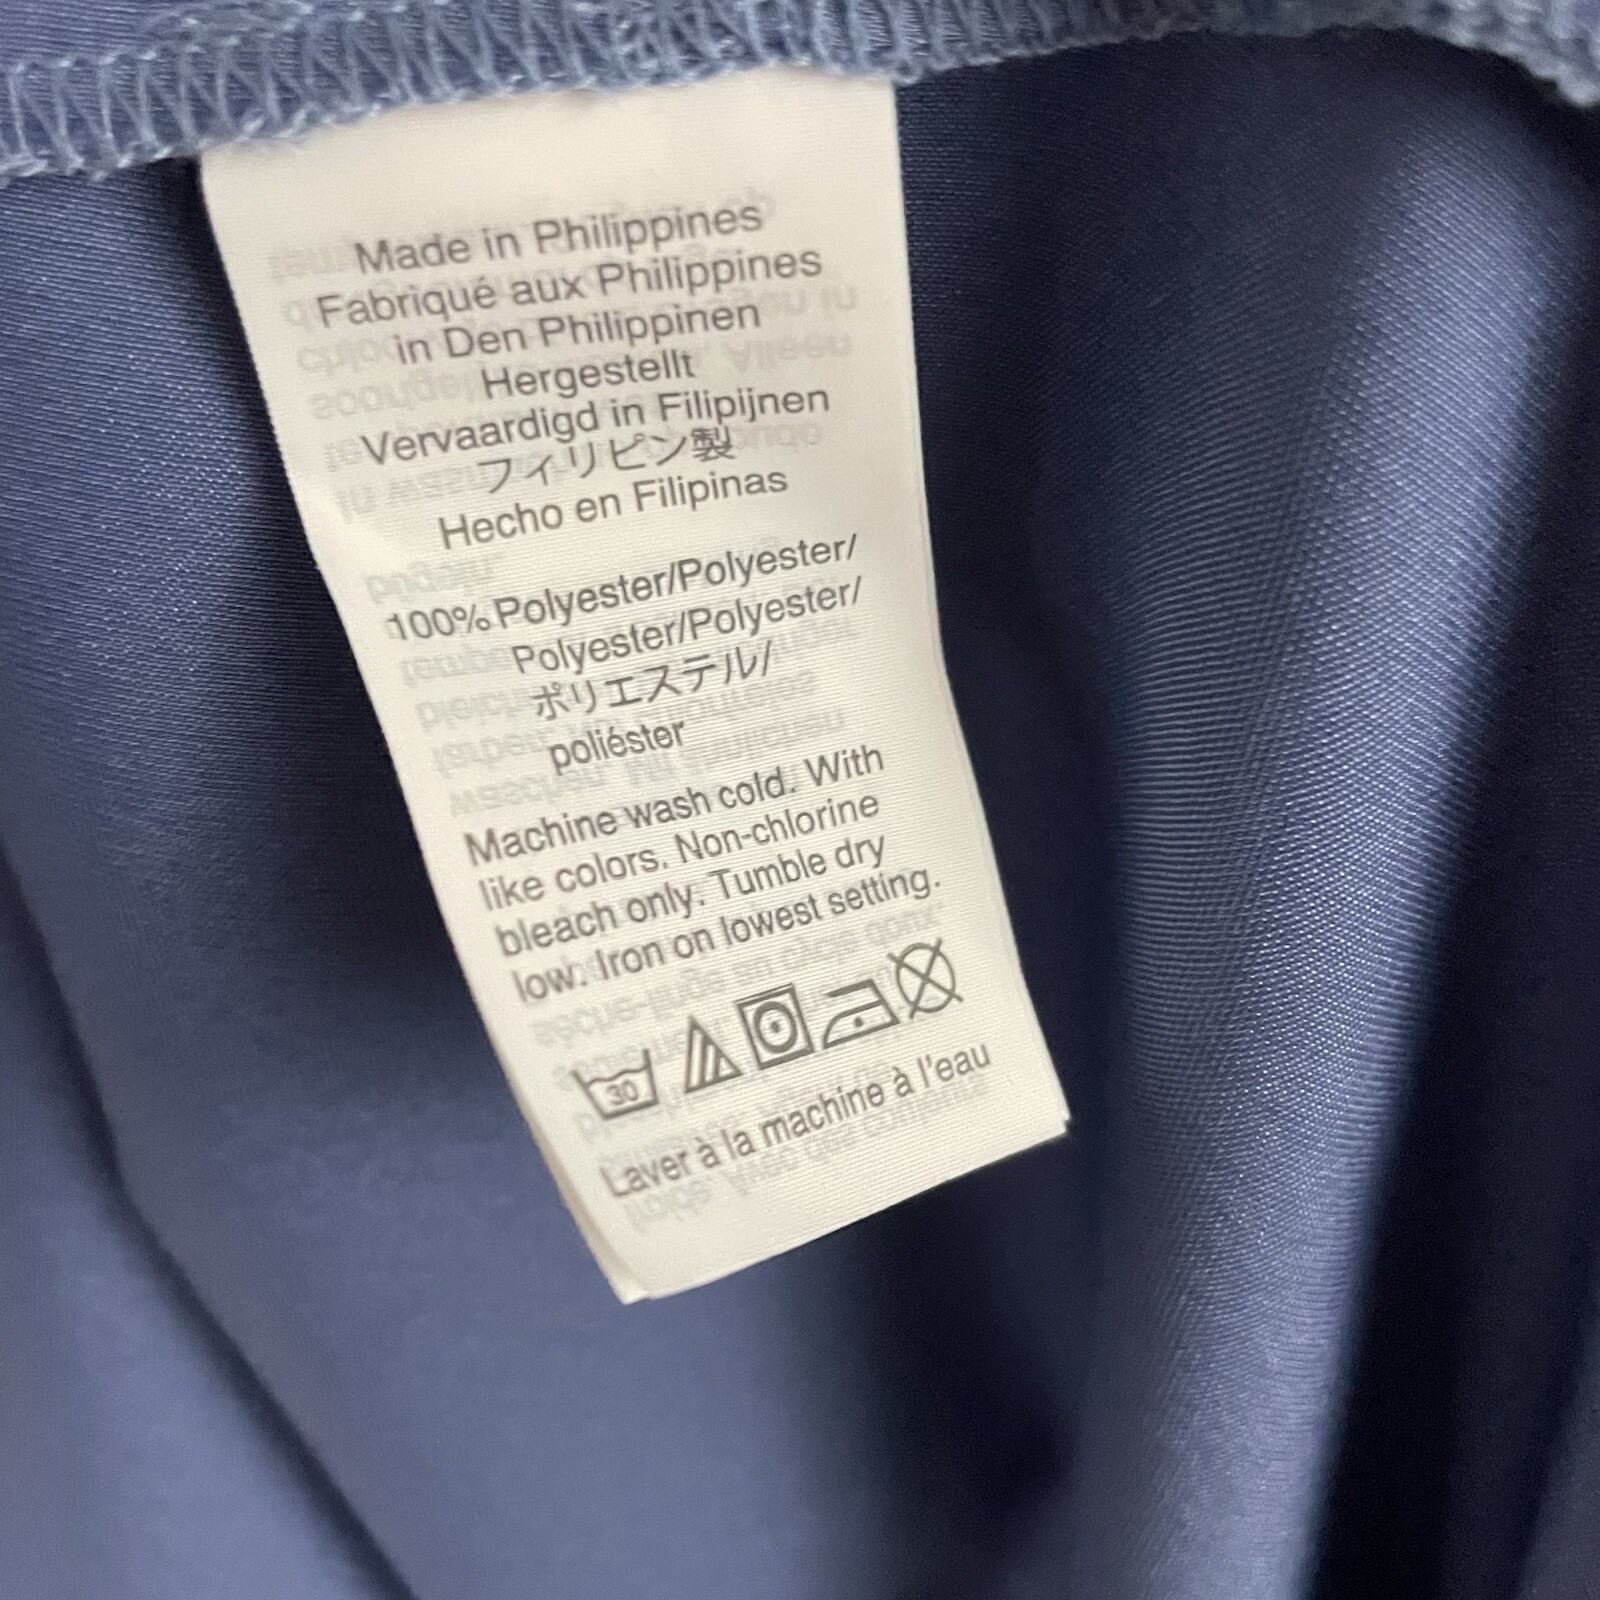 Made in Philippines
Fabriqué aux Philippines
in Den Philippinen
Hergestellt
Vervaardigd in Filipijnen
フィリピン製
Hecho en Filipinas
100% Polyester/Polyester/
Polyester/Polyester/
ポリエステル/
poliéster
Machine wash cold. With
like colors. Non-chlorine
bleach only. Tumble dry
low. Iron on lowest setting.
30
Laver à la machine à l'eau